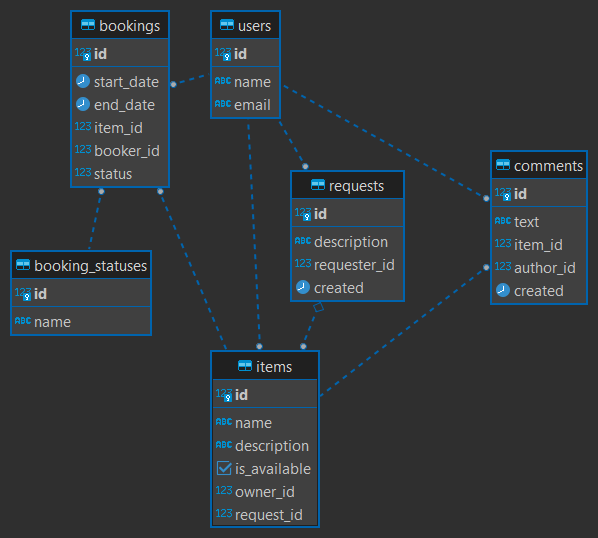 bookings
123 id
start_date
end_date
123 item_id
123 booker_id
123 status
users
123 id
ABC name
ABC email
requests
123 id
ABC description
123 requester_id
created
comments
123 id
ABC text
123 item_id
123 author_id
created
booking_statuses
123 id
ABC name
items
123 id
ABC name
ABC description
is_available
123 owner_id
123 request_id